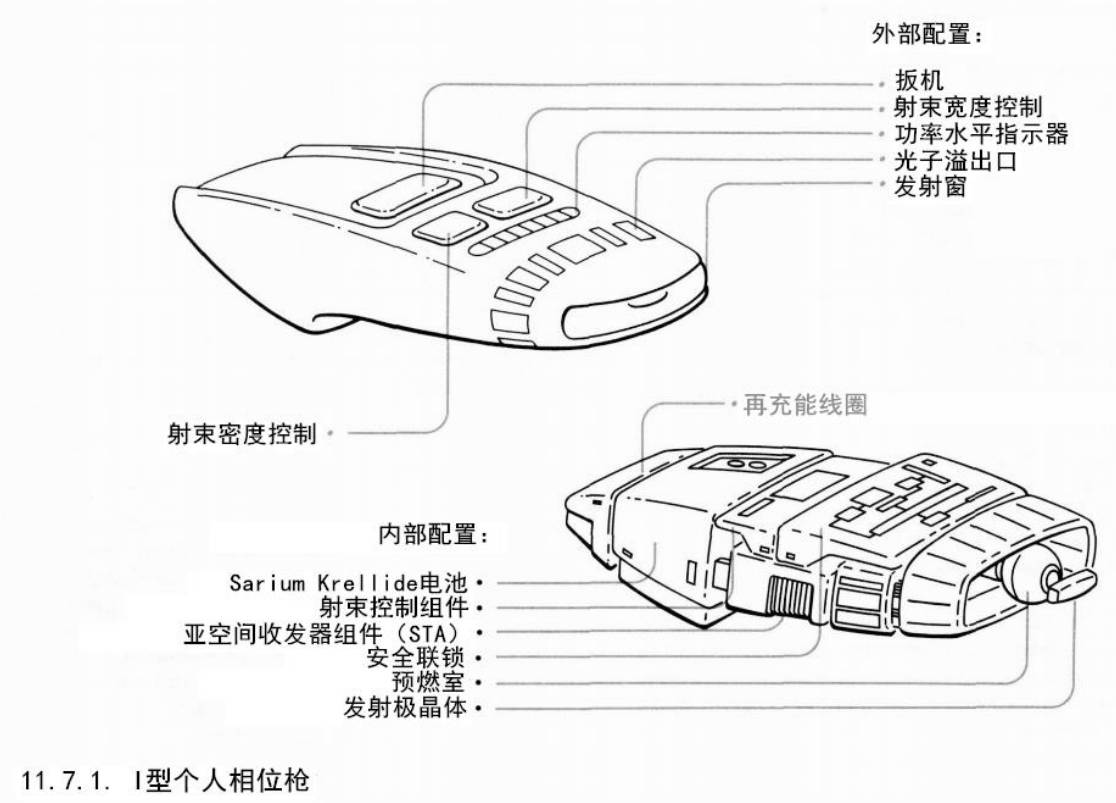 外部配置：
扳机
射束宽度控制
功率水平指示器
光子溢出口
发射窗
射束密度控制
再充能线圈
内部配置：
Sarium Krellide电池
射束控制组件
亚空间收发器组件（STA）
安全联锁
预燃室
发射极晶体
11.7.1. I型个人相位枪